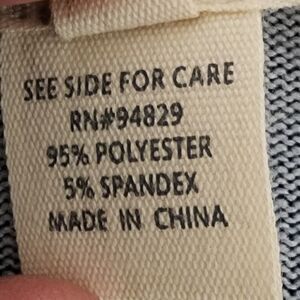 SEE SIDE FOR CARE
RN#94829
95% POLYESTER
5% SPANDEX
MADE IN CHINA